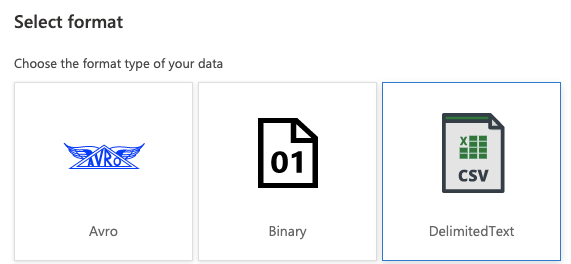 Select format
Choose the format type of your data
AVRO
01
X
CSV
Avro
Binary
DelimitedText